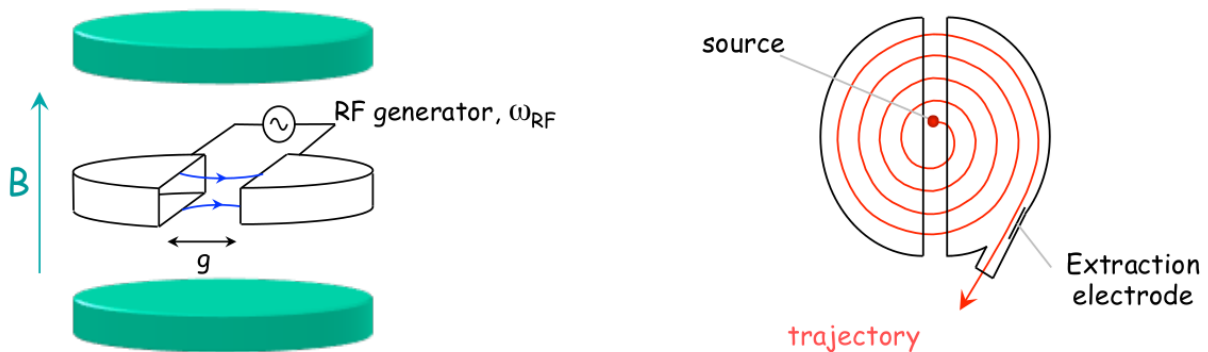 RF generator, ωRF
B
g
source
Extraction
electrode
trajectory